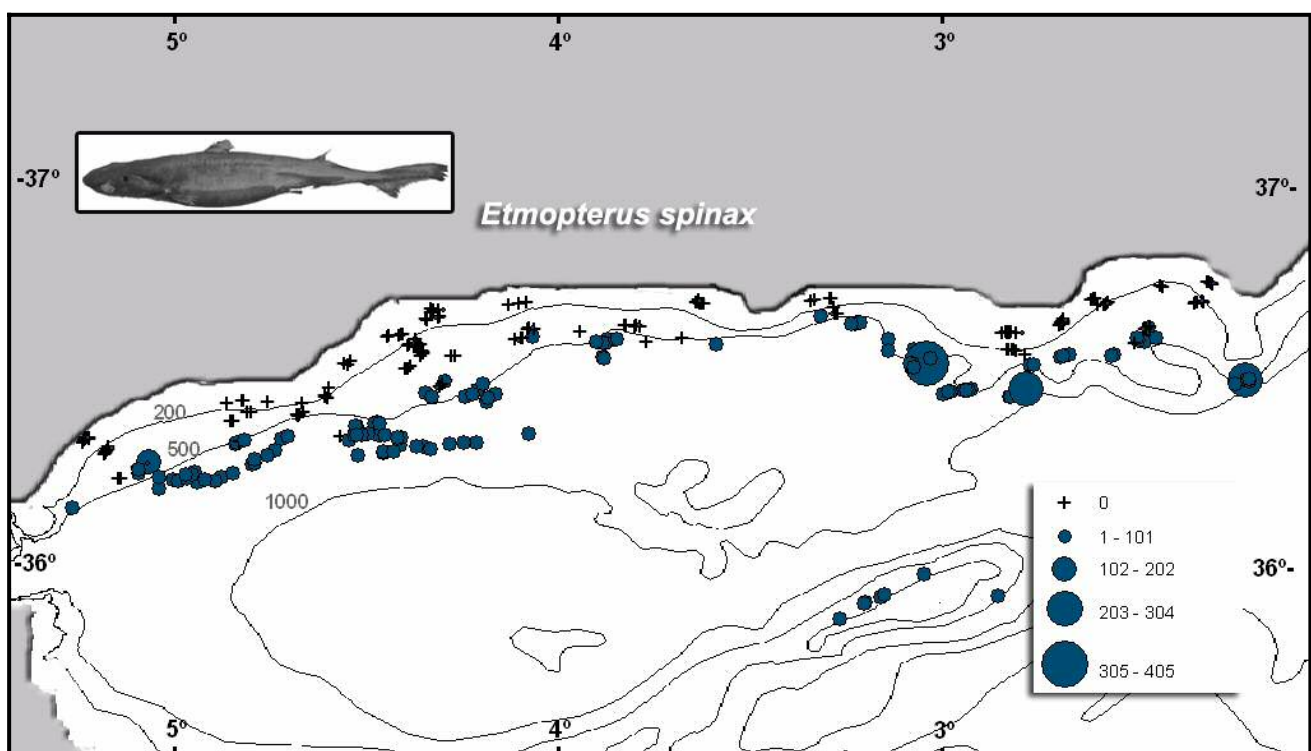 5º 4º 3º
-37º 37º-
Etmopterus spinax
200
500
1000
0
1 - 101
-36º 36º-
102 - 202
203 - 304
305 - 405
5º 4º 3º